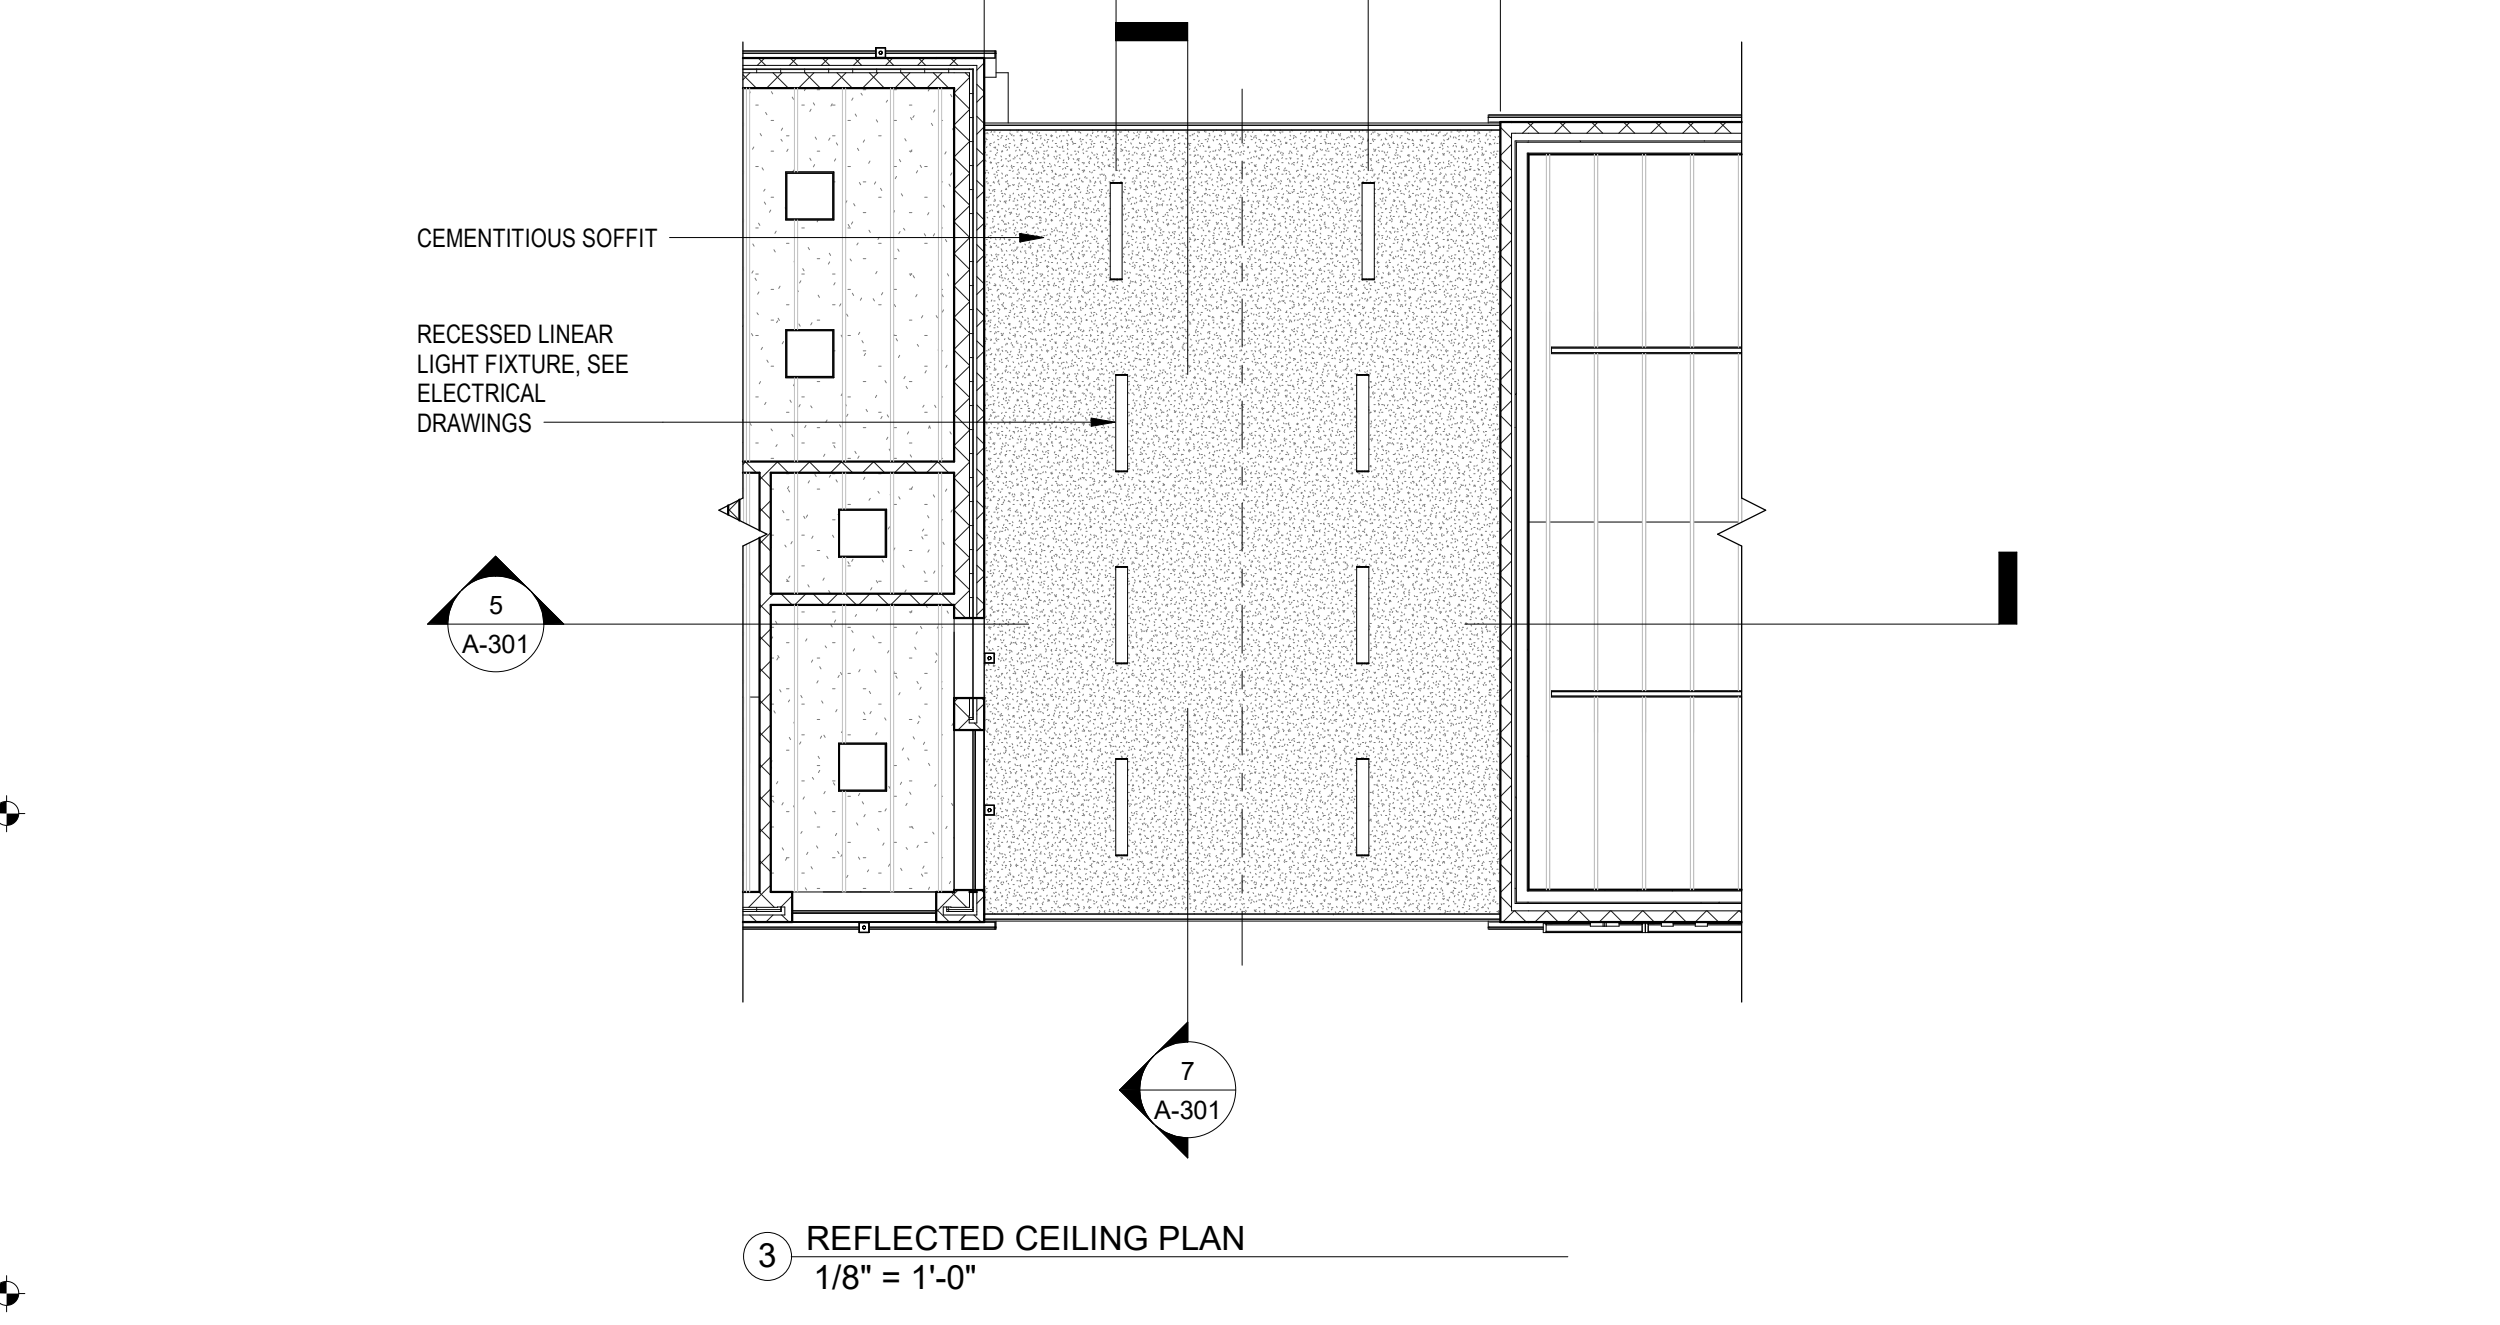 CEMENTITIOUS SOFFIT
RECESSED LINEAR
LIGHT FIXTURE, SEE
ELECTRICAL
DRAWINGS
5
A-301
7
A-301
3
REFLECTED CEILING PLAN
1/8" = 1'-0"